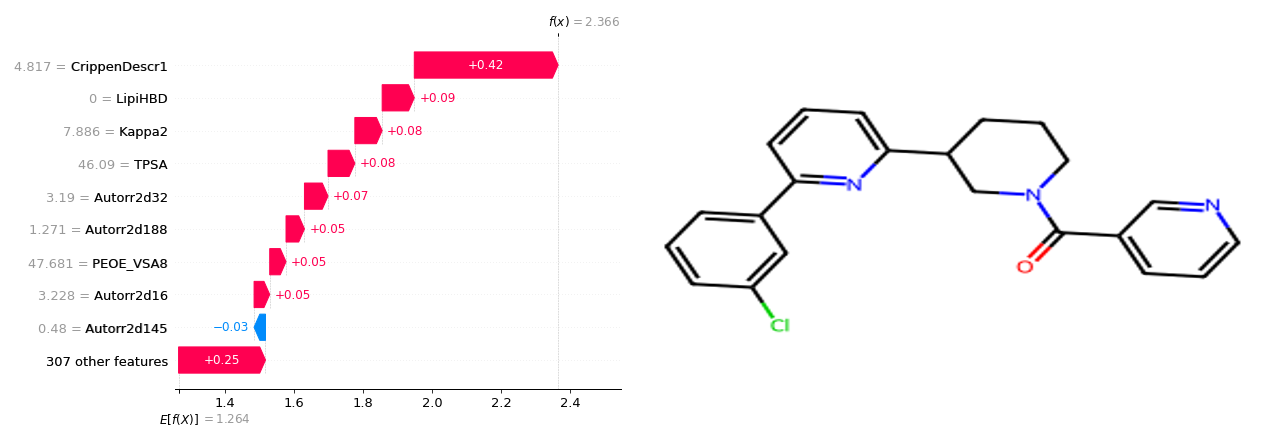 f(x) = 2.366
4.817 = CrippenDescr1
+0.42
0 = LipiHBD
+0.09
7.886 = Kappa2
+0.08
46.09 = TPSA
+0.08
3.19 = Autorr2d32
+0.07
1.271 = Autorr2d188
+0.05
47.681 = PEOE_VSA8
+0.05
3.228 = Autorr2d16
+0.05
0.48 = Autorr2d145
−0.03
307 other features
+0.25
1.4 1.6 1.8 2.0 2.2 2.4
E[f(X)] = 1.264
N
N
N
O
Cl